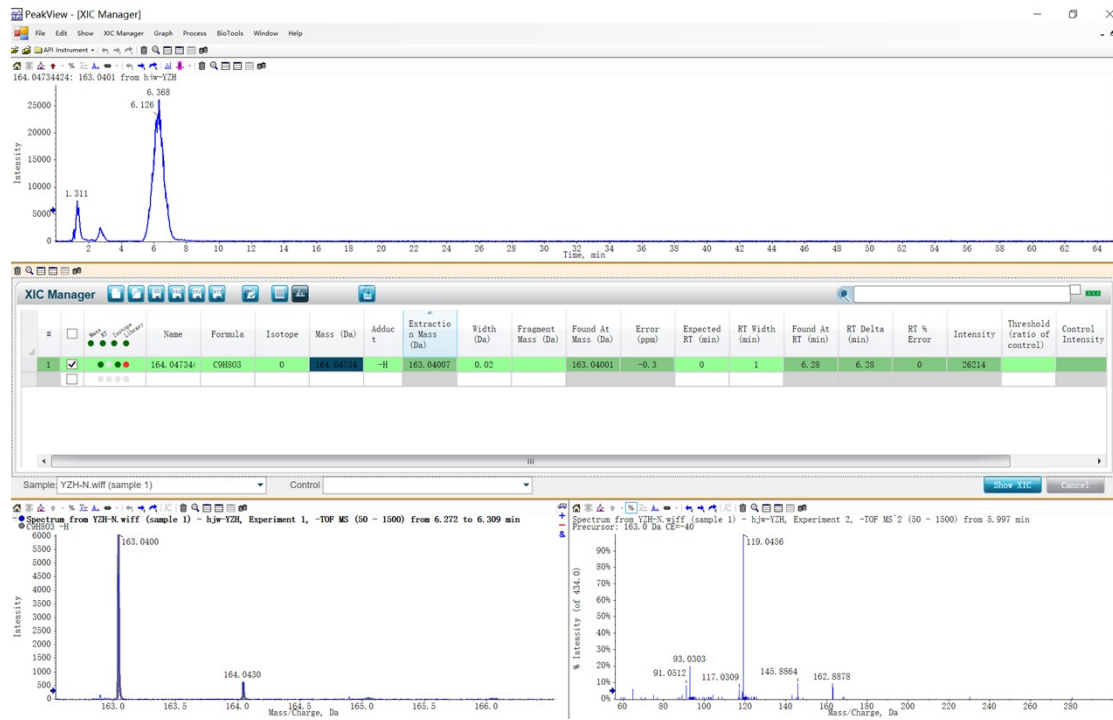 PeakView - [XIC Manager]
File Edit Show XIC Manager Graph Process BioTools Window Help
API Instrument
164.04734424: 163.0401 from hjw-YZH
6.368
6.126
1.311
25000
20000
15000
10000
5000
0
Intensity
2 4 6 8 10 12 14 16 18 20 22 24 26 28 30 32 34 36 38 40 42 44 46 48 50 52 54 56 58 60 62 64
Time, min
XIC Manager
# Mass RT Isotope Library Name Formula Isotope Mass (Da) Adduct Extraction Mass (Da) Width (Da) Fragment Mass (Da) Found At Mass (Da) Error (ppm) Expected RT (min) RT Width (min) Found At RT (min) RT Delta (min) RT % Error Intensity Threshold (ratio of control) Control Intensity
1 164.04734 C9H8O3 0 164.04734 -H 163.04007 0.02 163.04001 -0.3 0 1 6.28 6.28 0 26214
Sample: YZH-N.wiff (sample 1) Control: Show XIC Cancel
Spectrum from YZH-N.wiff (sample 1) - hjw-YZH, Experiment 1, -TOF MS (50 - 1500) from 6.272 to 6.309 min
C9H8O3 -H
6000
5500
5000
4500
4000
3500
3000
2500
2000
1500
1000
500
0
Intensity
163.0400
164.0430
163.0 163.5 164.0 164.5 165.0 165.5 166.0
Mass/Charge, Da
Spectrum from YZH-N.wiff (sample 1) - hjw-YZH, Experiment 2, -TOF MS^2 (50 - 1500) from 5.997 min
Precursor: 163.0 Da CE=-40
90%
80%
70%
60%
50%
40%
30%
20%
10%
0%
% Intensity (of 434.0)
119.0456
93.0303
91.0512
117.0309
145.8864
162.8878
60 80 100 120 140 160 180 200 220 240 260 280
Mass/Charge, Da